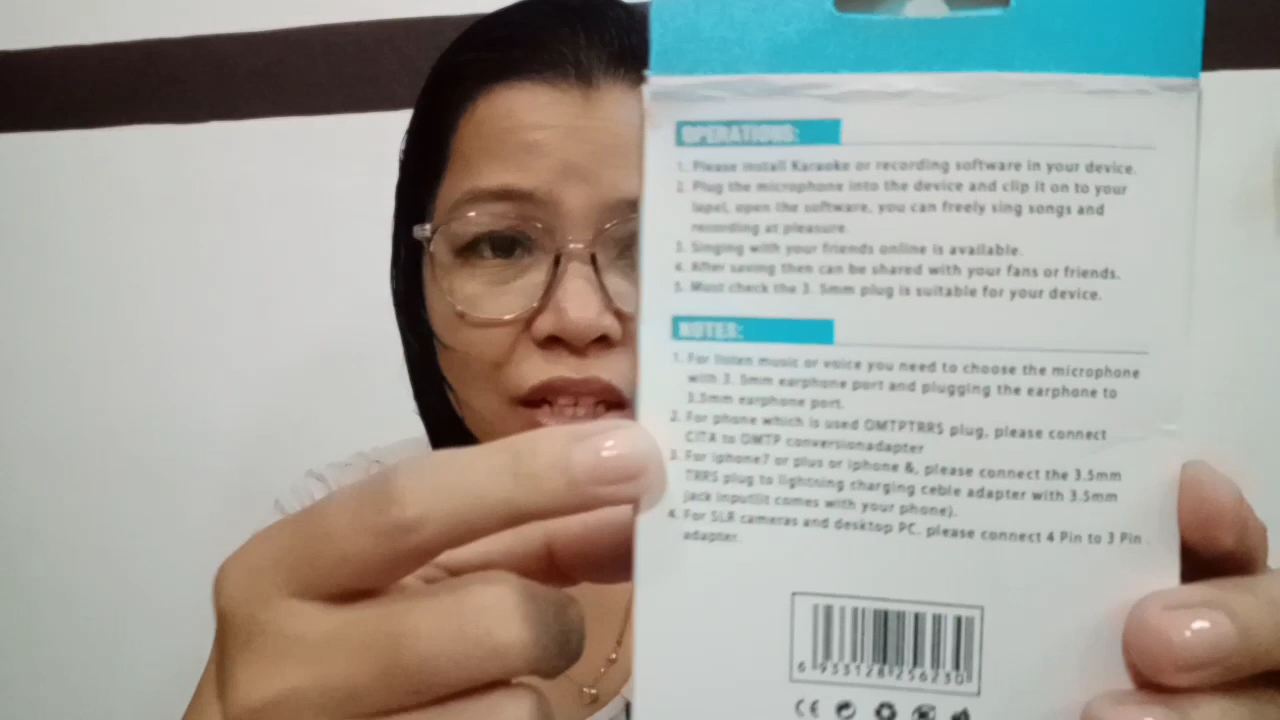 OPERATIONS:
1. Please install Karaoke or recording software in your device.
2. Plug the microphone into the device and clip it on to your
lapel, open the software, you can freely sing songs and
recording at pleasure.
3. Singing with your friends online is available.
4. After saving then can be shared with your fans or friends.
5. Must check the 3. 5mm plug is suitable for your device.
NOTES:
1. For listen music or voice you need to choose the microphone
with 3. 5mm earphone port and plugging the earphone to
3.5mm earphone port.
2. For phone which is used OMTPTRRS plug, please connect
CITA to OMTP conversionadapter
3. For iphone7 or plus or iphone &, please connect the 3.5mm
TRRS plug to lightning charging ceble adapter with 3.5mm
jack inputlit comes with your phone).
4. For SLR cameras and desktop PC, please connect 4 Pin to 3 Pin
adapter.
6 933128 256230
CE